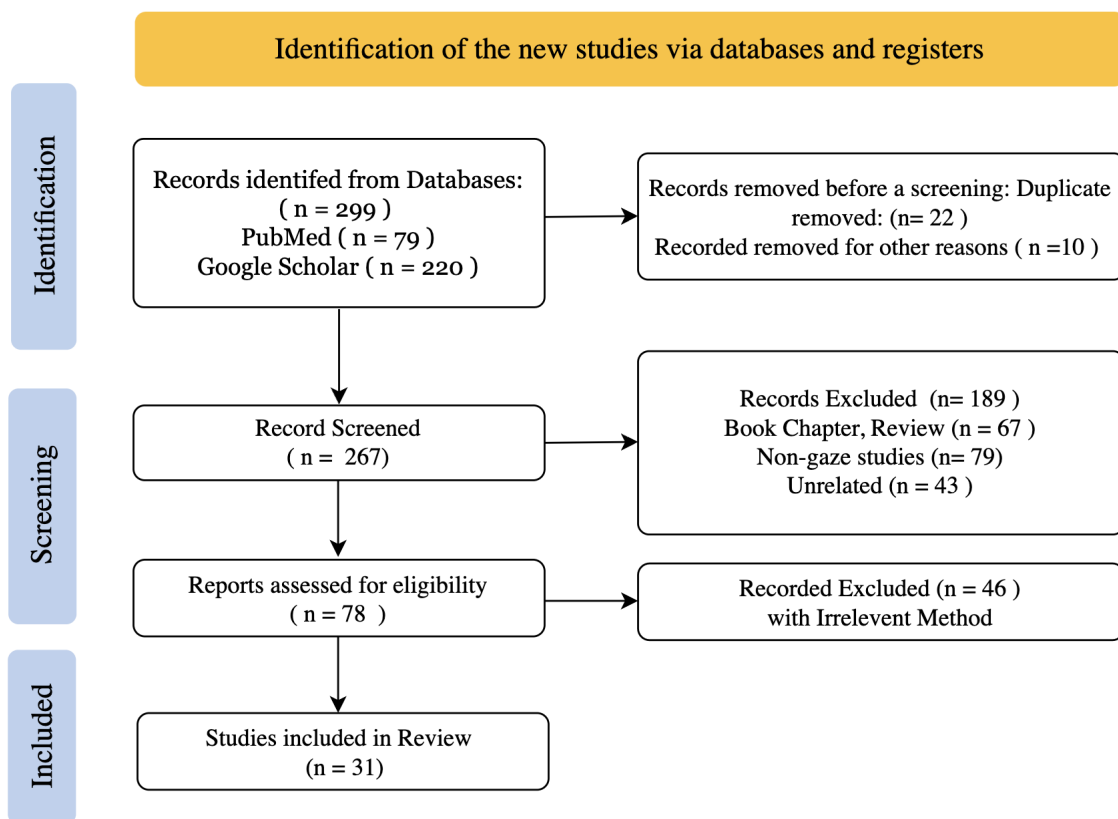 Identification of the new studies via databases and registers
Identification
Records identifed from Databases:
( n = 299 )
PubMed ( n = 79 )
Google Scholar ( n = 220 )
Records removed before a screening: Duplicate
removed: (n= 22 )
Recorded removed for other reasons ( n =10 )
Screening
Record Screened
( n = 267)
Records Excluded (n= 189 )
Book Chapter, Review (n = 67 )
Non-gaze studies (n= 79)
Unrelated (n = 43 )
Reports assessed for eligibility
( n = 78 )
Recorded Excluded (n = 46 )
with Irrelevent Method
Included
Studies included in Review
(n = 31)